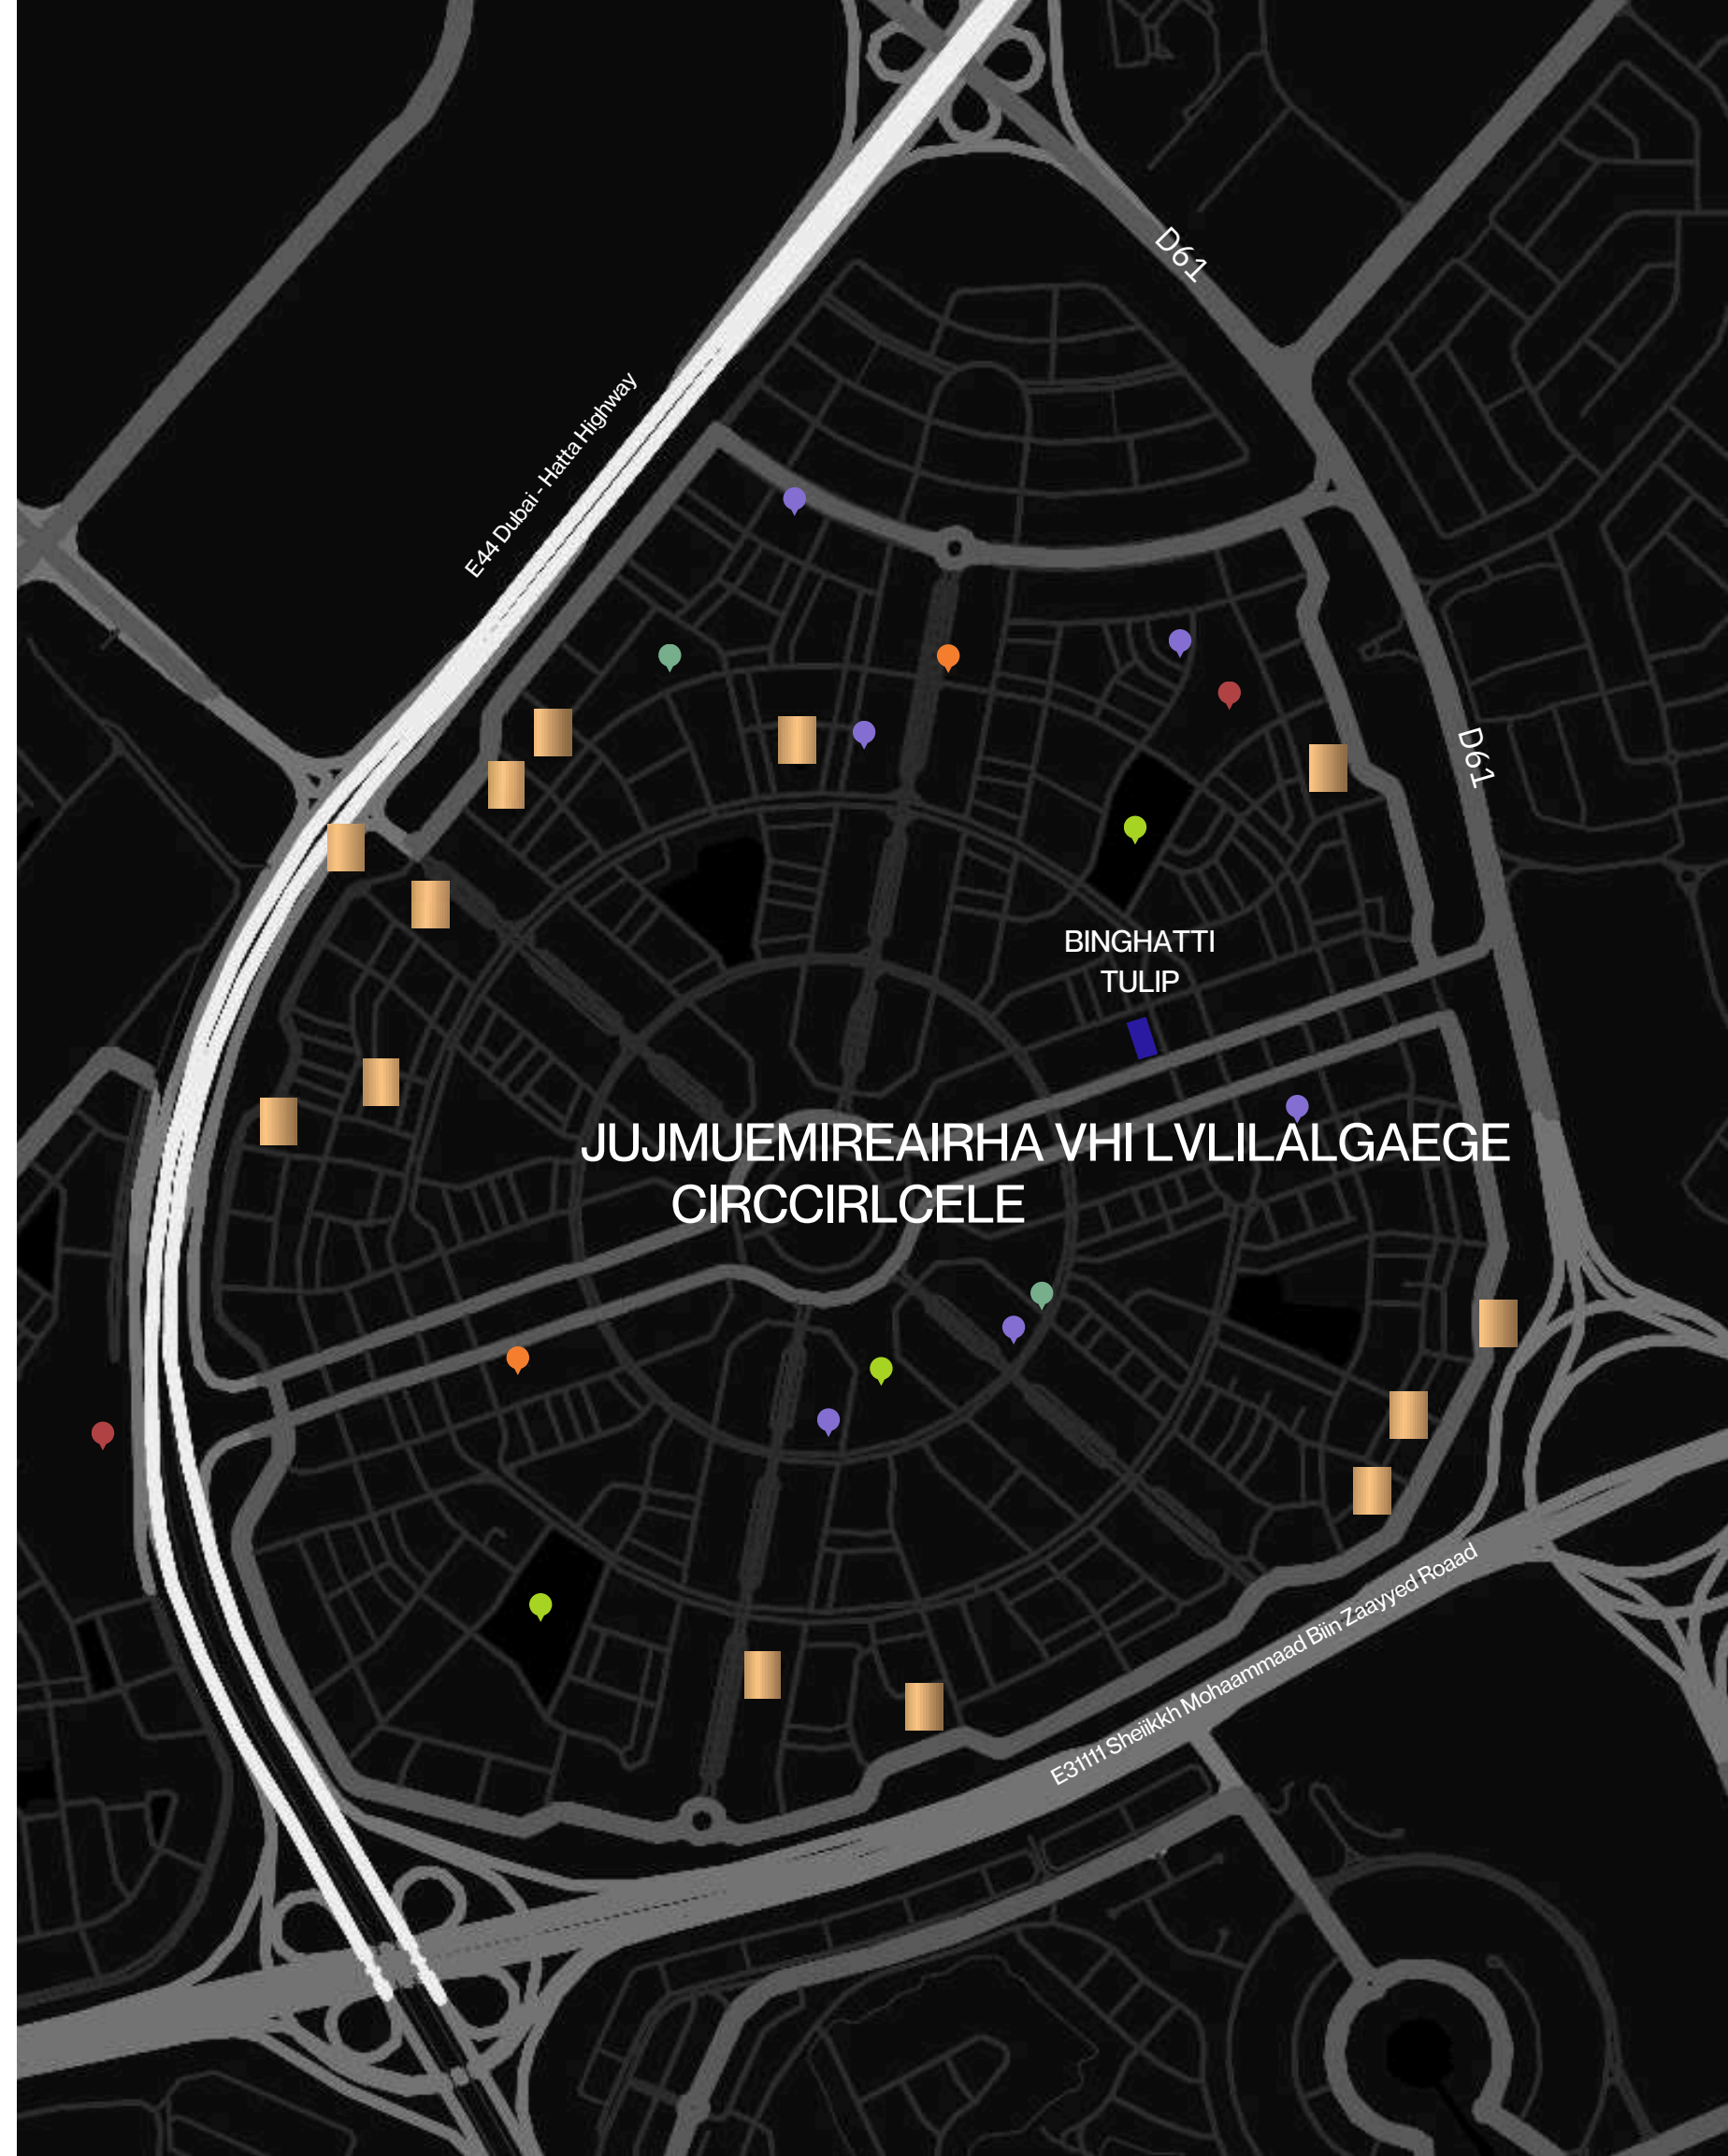 D61
E44 Dubai - Hatta Highway
D61
BINGHATTI
TULIP
JUJMUEMIREAIRHA VHI LVLILALGAEGE
CIRCCIRLCELE
E31111 Sheiikkh Mohaammaad Biin Zaayyed Roaad